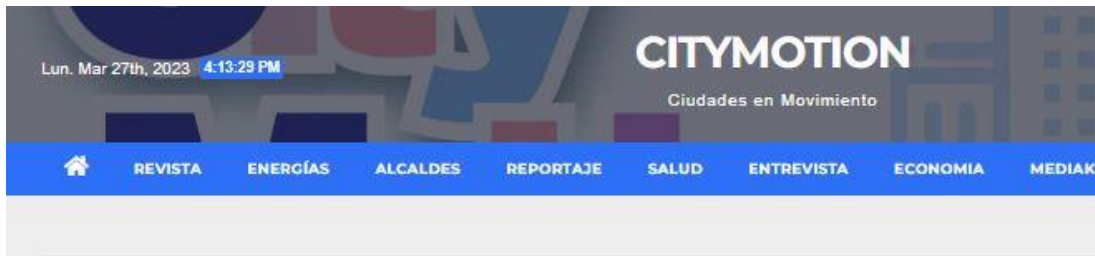 CITYMOTION
Lun. Mar 27th, 2023 4:13:29 PM
Ciudades en Movimiento
REVISTA ENERGÍAS ALCALDES REPORTAJE SALUD ENTREVISTA ECONOMIA MEDIAK